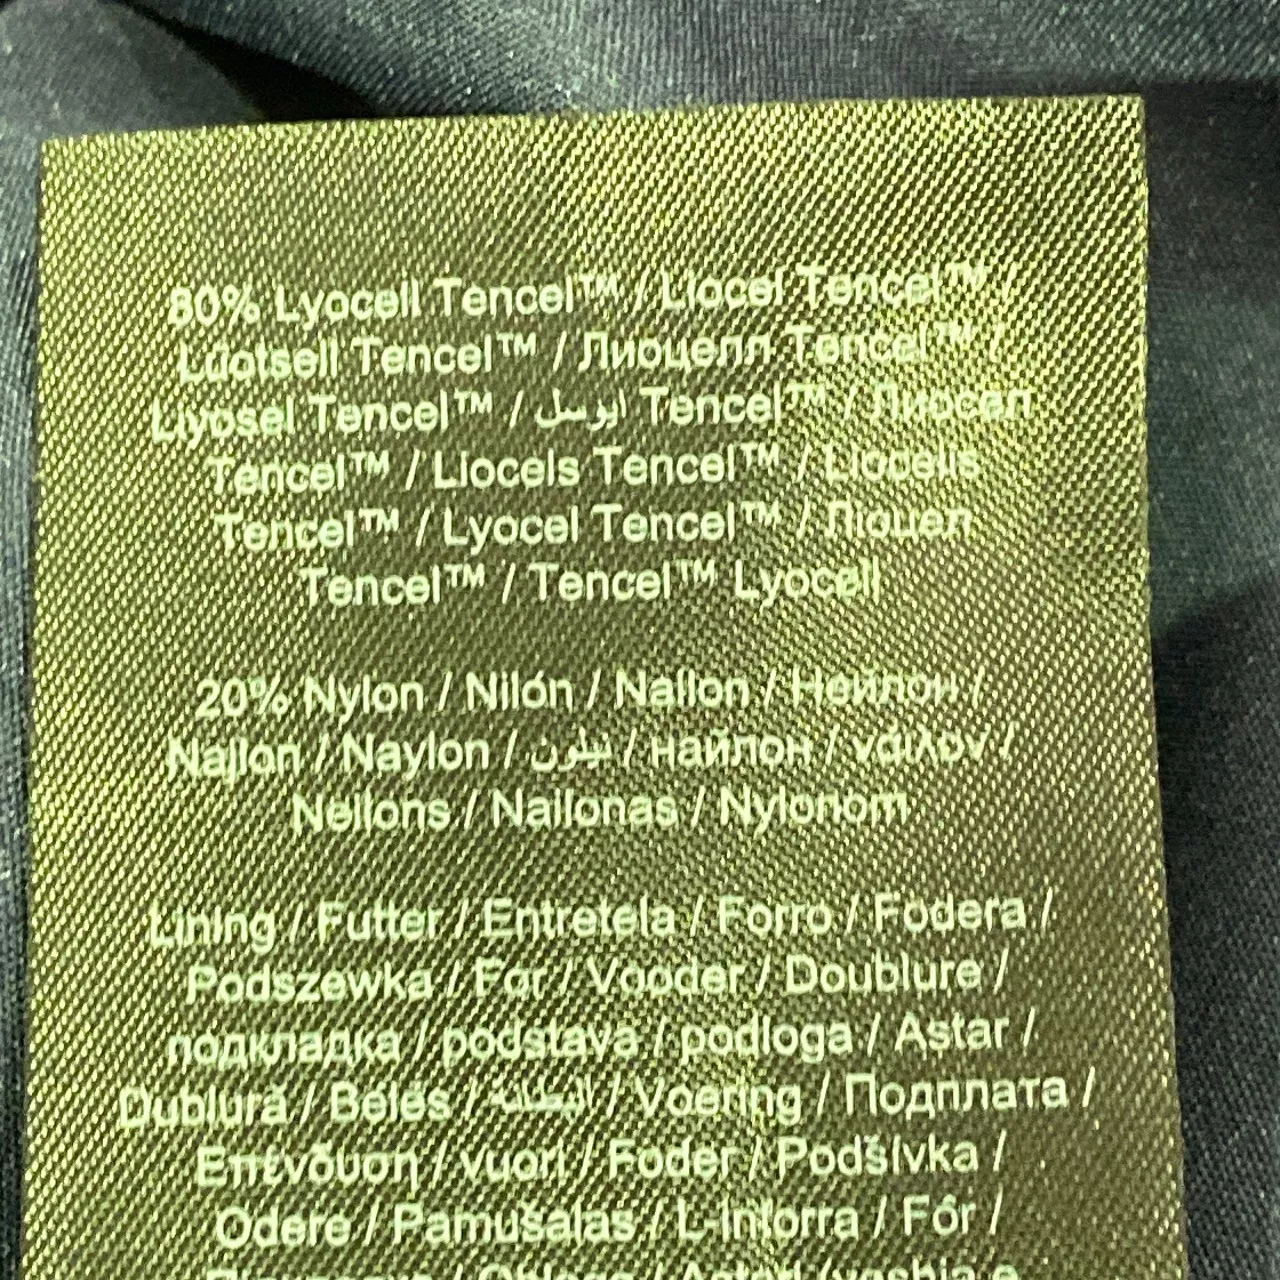 80% Lyocell Tencel™ / Liocel Tencel™ /
Lüotsell Tencel™ / Лиоцелл Tencel™ /
Liyosel Tencel™ / ايوسل Tencel™ / Лиосел
Tencel™ / Liocels Tencel™ / Liocelis
Tencel™ / Lyocel Tencel™ / Ліоцел
Tencel™ / Tencel™ Lyocell
20% Nylon / Nilón / Nailon / Нейлон /
Najlon / Naylon / نيلون / найлон / νάιλον /
Neilons / Nailonas / Nylonom
Lining / Futter / Entretela / Forro / Fodera /
Podszewka / For / Vooder / Doublure /
подкладка / podstava / podloga / Astar /
Dublură / Bélés / البطانة / Voering / Подплата /
Επένδυση / vuori / Foder / Podšívka /
Odere / Pamušalas / L-inforra / Fôr /